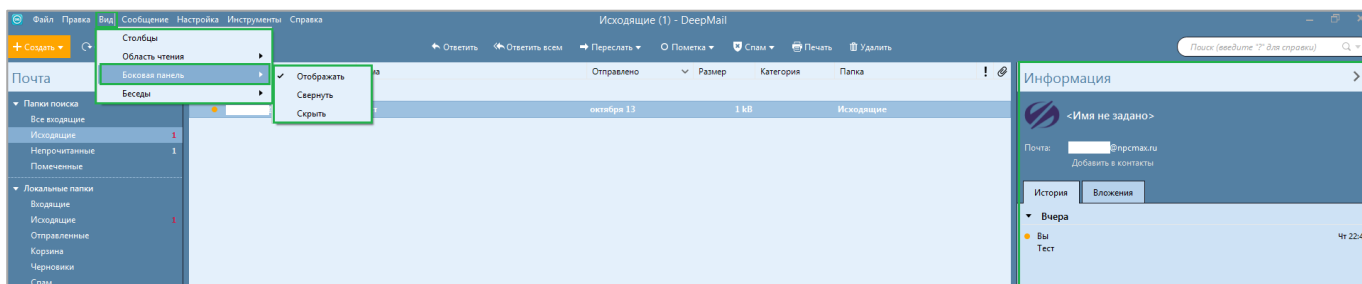 Файл Правка Вид Сообщение Настройка Инструменты Справка
Исходящие (1) - DeepMail
+ Создать
Ответить Ответить всем Переслать Пометка Спам Печать Удалить
Поиск (введите "?" для справки)
Столбцы
Область чтения
Боковая панель
Беседы
Отображать
Свернуть
Скрыть
Почта
Папки поиска
Все входящие
Исходящие 1
Непрочитанные 1
Помеченные
Локальные папки
Входящие
Исходящие 1
Отправленные
Корзина
Черновики
Спам
Отправлено Размер Категория Папка !
октября 13 1 kB Исходящие
Информация
<Имя не задано>
Почта: @npcmax.ru
Добавить в контакты
История Вложения
Вчера
Вы Чт 22:4
Тест